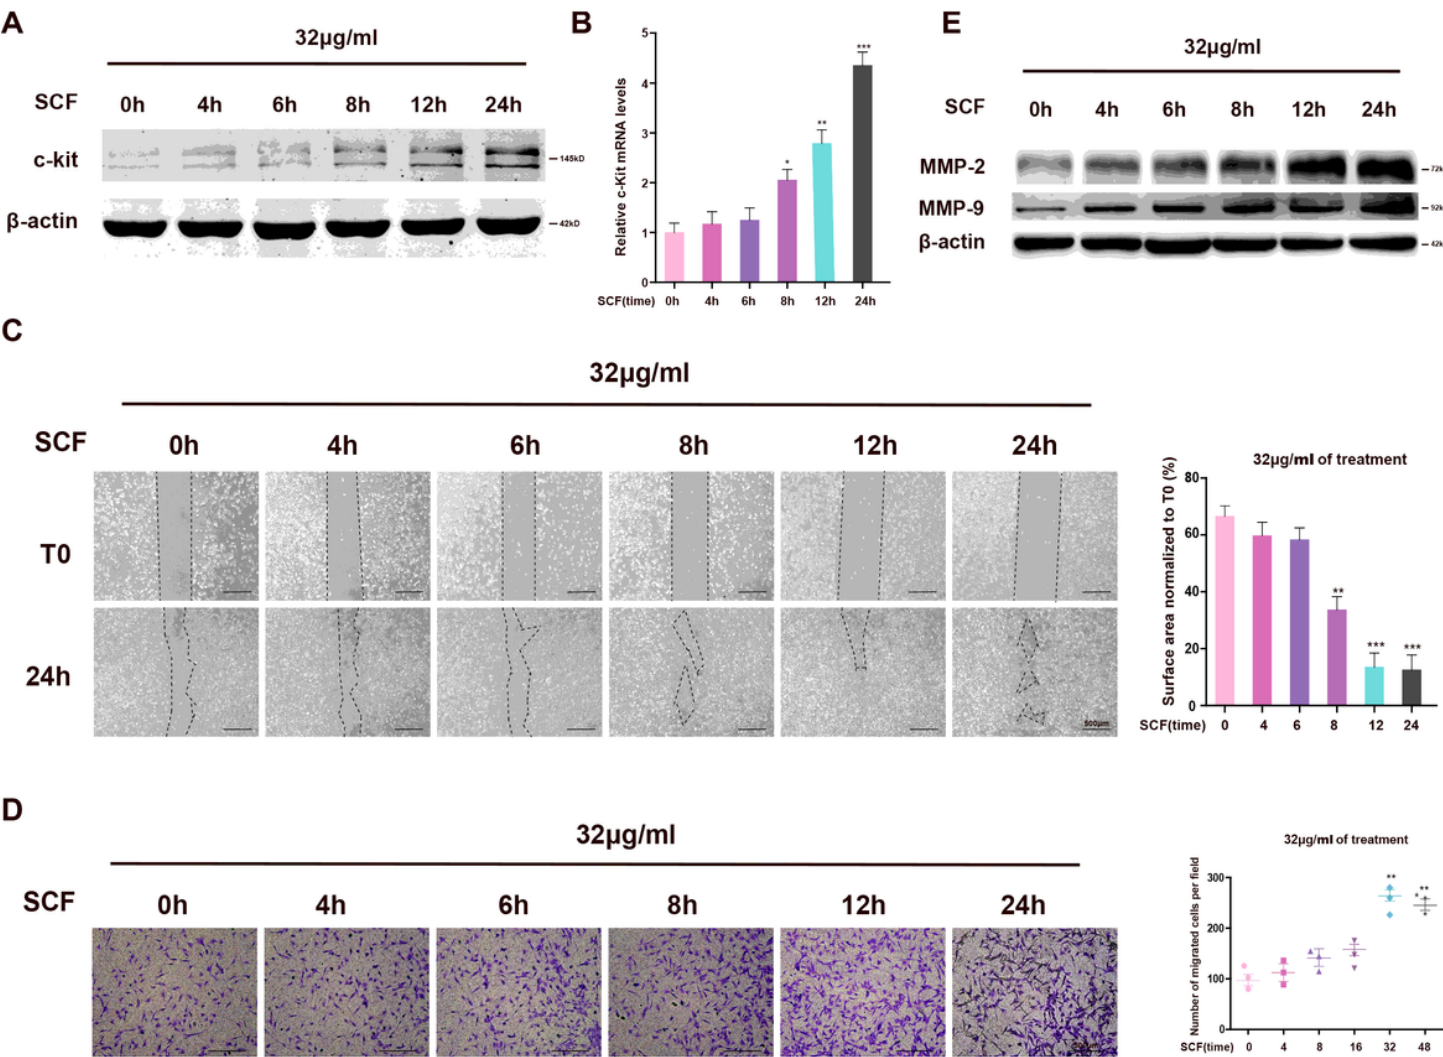 A
32µg/ml
SCF 0h 4h 6h 8h 12h 24h
c-kit
145kD
β-actin
42kD
B
Relative c-Kit mRNA levels
5
4
3
2
1
0
***
**
*
SCF(time) 0h 4h 6h 8h 12h 24h
E
32µg/ml
SCF 0h 4h 6h 8h 12h 24h
MMP-2
72k
MMP-9
92k
β-actin
42k
C
32µg/ml
SCF 0h 4h 6h 8h 12h 24h
T0
24h
500µm
32µg/ml of treatment
Surface area normalized to T0 (%)
80
60
40
20
0
**
*** ***
SCF(time) 0 4 6 8 12 24
D
32µg/ml
SCF 0h 4h 6h 8h 12h 24h
32µg/ml of treatment
Number of migrated cells per field
300
200
100
0
**
**
*
*
SCF(time) 0 4 8 16 32 48